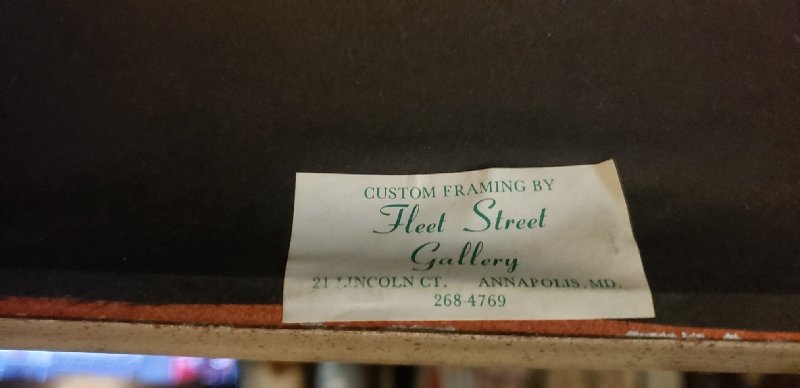 CUSTOM FRAMING BY
Fleet Street
Gallery
21 LINCOLN CT. ANNAPOLIS, MD.
268-4769